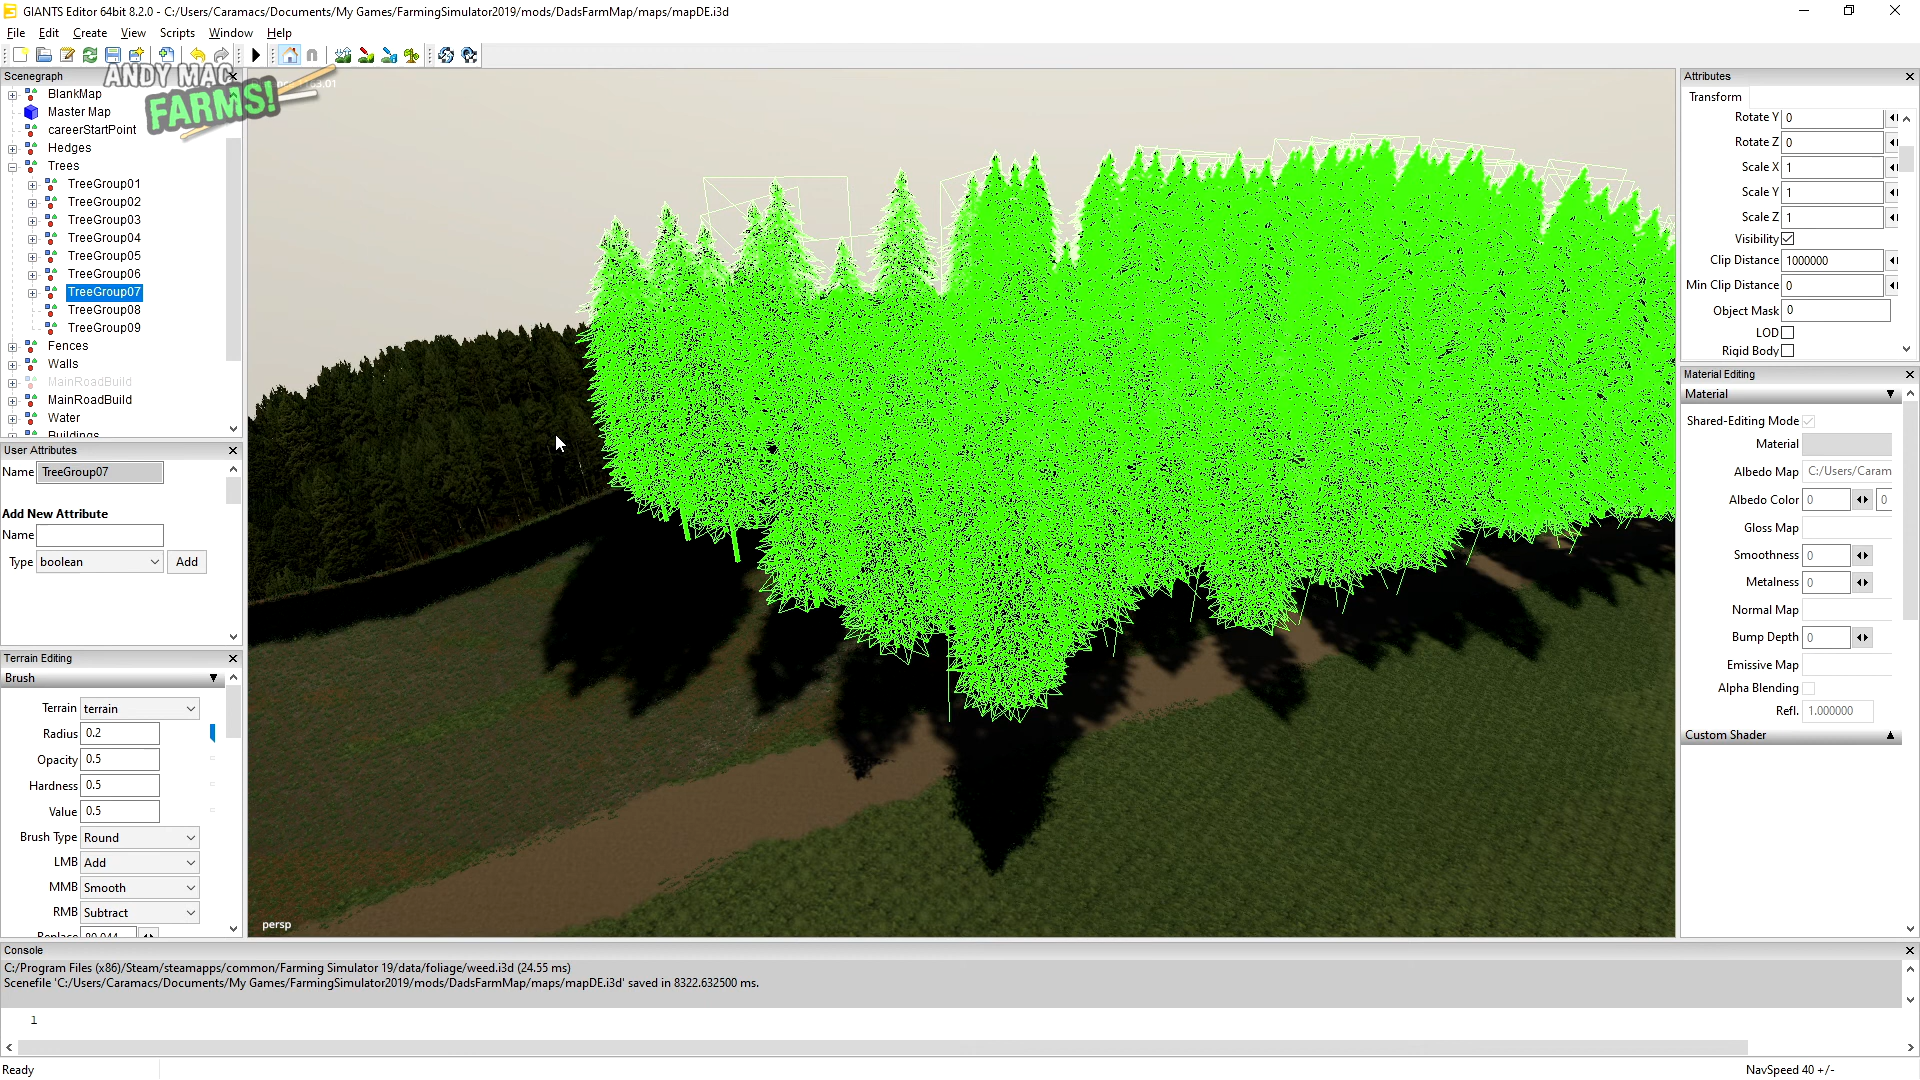 GIANTS Editor 64bit 8.2.0 - C:/Users/Caramacs/Documents/My Games/FarmingSimulator2019/mods/DadsFarmMap/maps/mapDE.i3d
File Edit Create View Scripts Window Help
ANDY MAC
FARMS!
Scenegraph
BlankMap
Master Map
careerStartPoint
Hedges
Trees
TreeGroup01
TreeGroup02
TreeGroup03
TreeGroup04
TreeGroup05
TreeGroup06
TreeGroup07
TreeGroup08
TreeGroup09
Fences
Walls
MainRoadBuild
MainRoadBuild
Water
Buildings
User Attributes
Name TreeGroup07
Add New Attribute
Name
Type boolean Add
Terrain Editing
Brush
Terrain terrain
Radius 0.2
Opacity 0.5
Hardness 0.5
Value 0.5
Brush Type Round
LMB Add
MMB Smooth
RMB Subtract
Replace 80.044
persp
Attributes
Transform
Rotate Y 0
Rotate Z 0
Scale X 1
Scale Y 1
Scale Z 1
Visibility
Clip Distance 1000000
Min Clip Distance 0
Object Mask 0
LOD
Rigid Body
Material Editing
Material
Shared-Editing Mode
Material
Albedo Map C:/Users/Caram
Albedo Color 0 0
Gloss Map
Smoothness 0
Metalness 0
Normal Map
Bump Depth 0
Emissive Map
Alpha Blending
Refl. 1.000000
Custom Shader
Console
C:/Program Files (x86)/Steam/steamapps/common/Farming Simulator 19/data/foliage/weed.i3d (24.55 ms)
Scenefile 'C:/Users/Caramacs/Documents/My Games/FarmingSimulator2019/mods/DadsFarmMap/maps/mapDE.i3d' saved in 8322.632500 ms.
1
Ready
NavSpeed 40 +/-